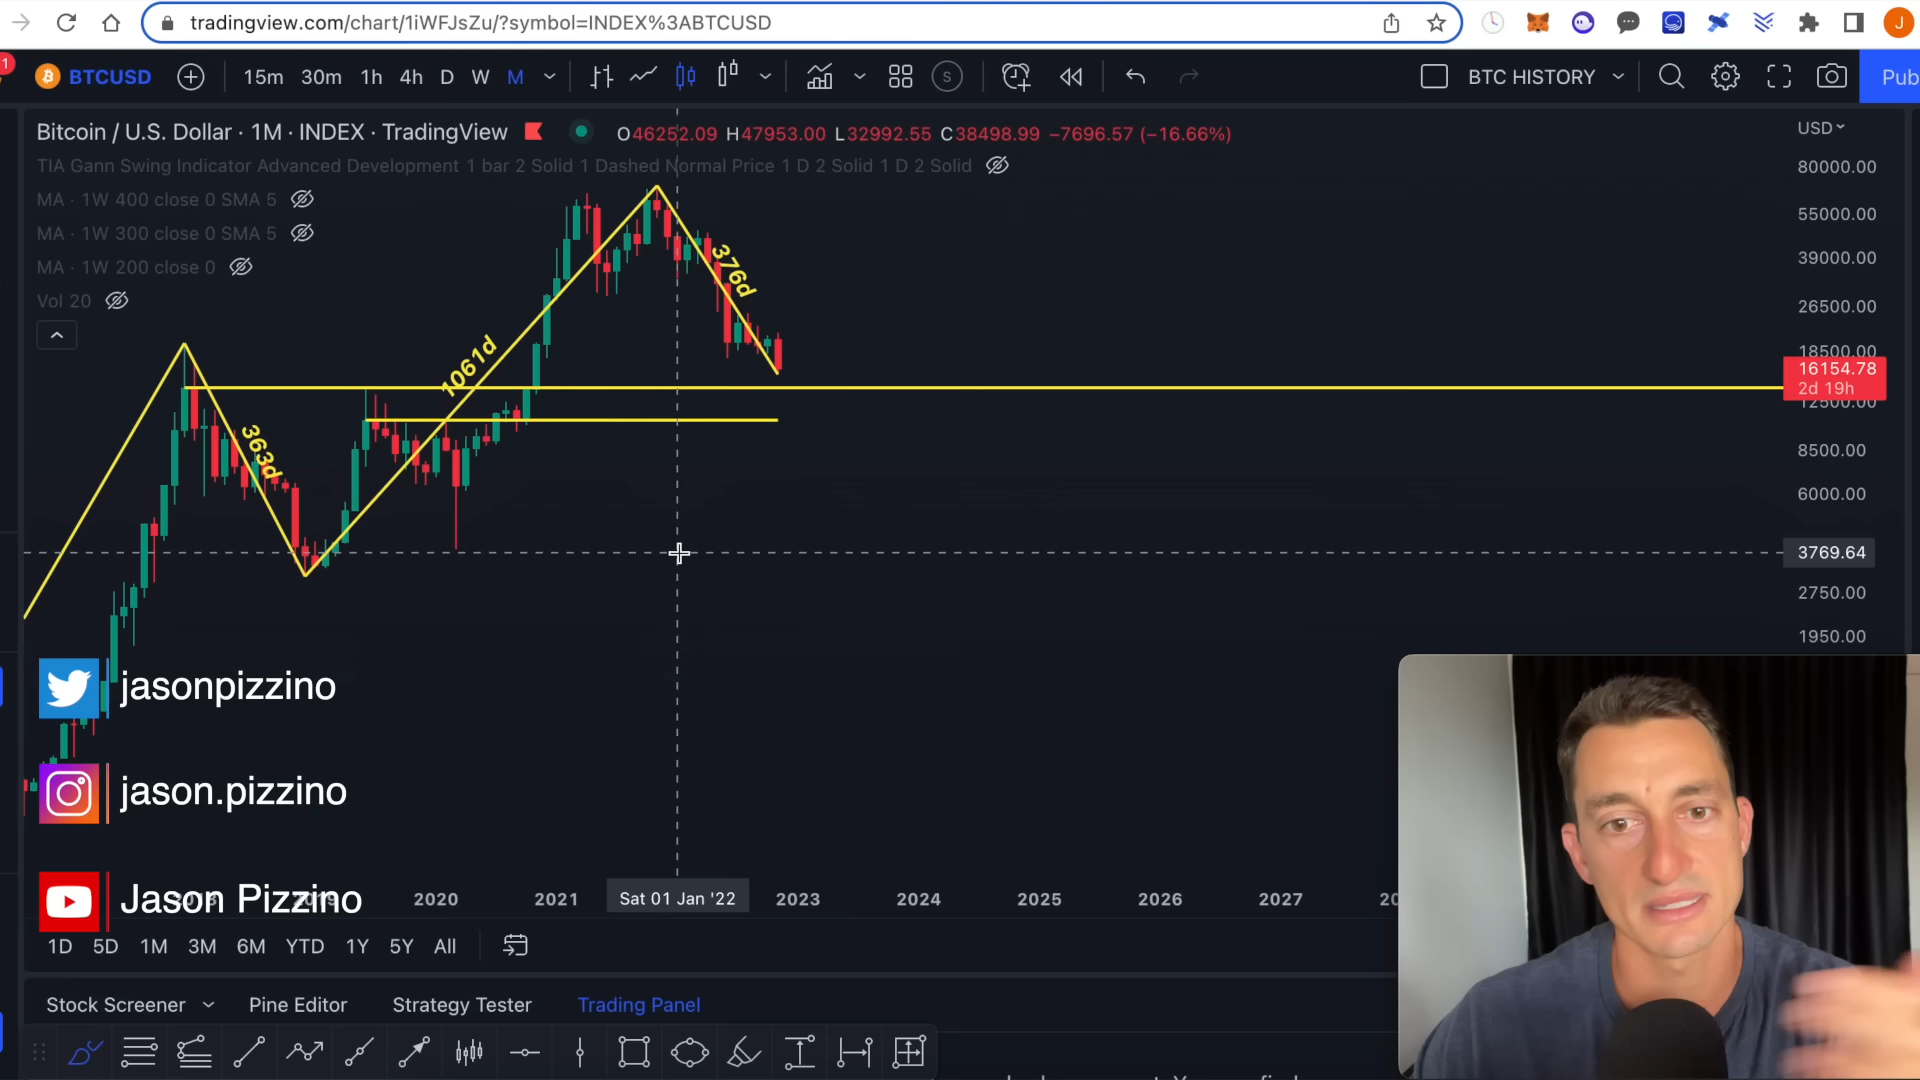 tradingview.com/chart/1iWFJsZu/?symbol=INDEX%3ABTCUSD
J
1
BTCUSD 15m 30m 1h 4h D W M S BTC HISTORY Pub
Bitcoin / U.S. Dollar · 1M · INDEX · TradingView O46252.09 H47953.00 L32992.55 C38498.99 −7696.57 (−16.66%)
USD
TIA Gann Swing Indicator Advanced Development 1 bar 2 Solid 1 Dashed Normal Price 1 D 2 Solid 1 D 2 Solid
80000.00
MA · 1W 400 close 0 SMA 5
55000.00
MA · 1W 300 close 0 SMA 5
39000.00
MA · 1W 200 close 0
376d
Vol 20
26500.00
1061d
18500.00
16154.78
2d 19h
12500.00
363d
8500.00
6000.00
3769.64
2750.00
1950.00
jasonpizzino
jason.pizzino
Jason Pizzino
2019 2020 2021 Sat 01 Jan '22 2023 2024 2025 2026 2027
1D 5D 1M 3M 6M YTD 1Y 5Y All
Stock Screener Pine Editor Strategy Tester Trading Panel